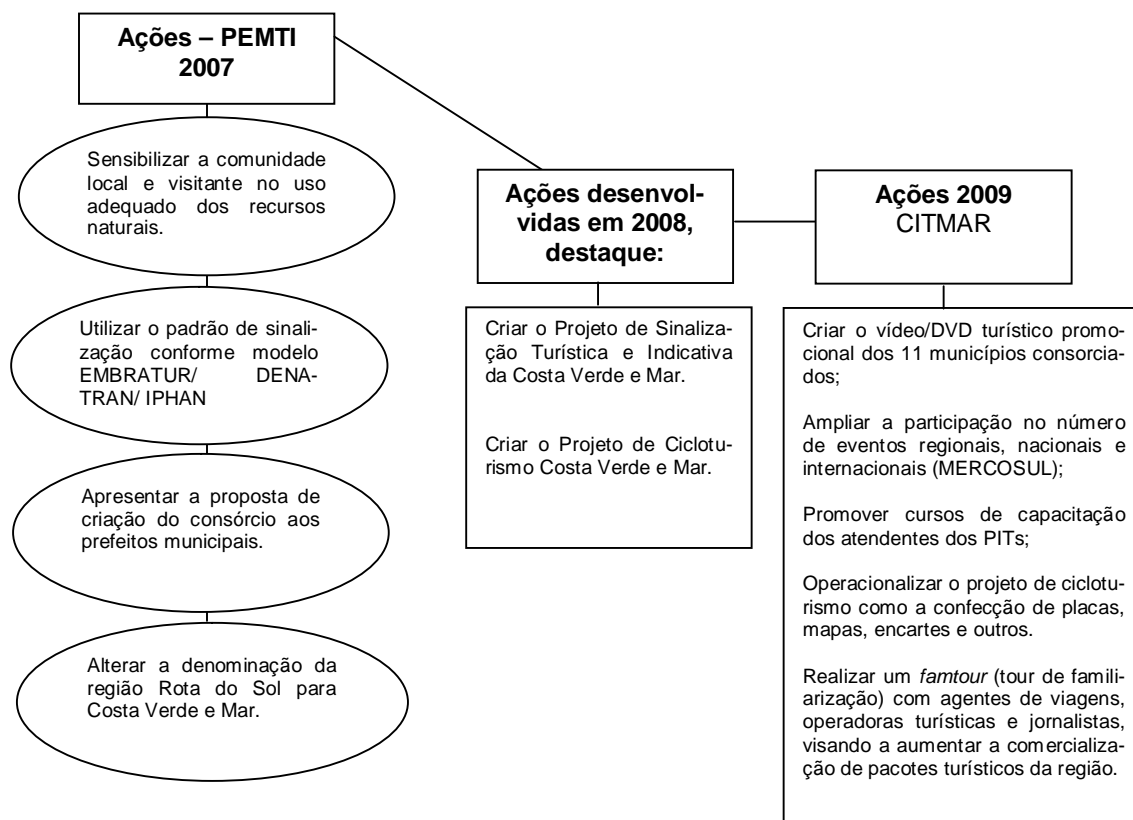 Ações – PEMTI
2007
Sensibilizar a comunidade
local e visitante no uso
adequado dos recursos
naturais.
Utilizar o padrão de sinali-
zação conforme modelo
EMBRATUR/ DENA-
TRAN/ IPHAN
Apresentar a proposta de
criação do consórcio aos
prefeitos municipais.
Alterar a denominação da
região Rota do Sol para
Costa Verde e Mar.
Ações desenvol-
vidas em 2008,
destaque:
Criar o Projeto de Sinaliza-
ção Turística e Indicativa
da Costa Verde e Mar.
Criar o Projeto de Ciclotu-
rismo Costa Verde e Mar.
Ações 2009
CITMAR
Criar o vídeo/DVD turístico promo-
cional dos 11 municípios consorcia-
dos;
Ampliar a participação no número
de eventos regionais, nacionais e
internacionais (MERCOSUL);
Promover cursos de capacitação
dos atendentes dos PITs;
Operacionalizar o projeto de ciclotu-
rismo como a confecção de placas,
mapas, encartes e outros.
Realizar um famtour (tour de famili-
arização) com agentes de viagens,
operadoras turísticas e jornalistas,
visando a aumentar a comercializa-
ção de pacotes turísticos da região.